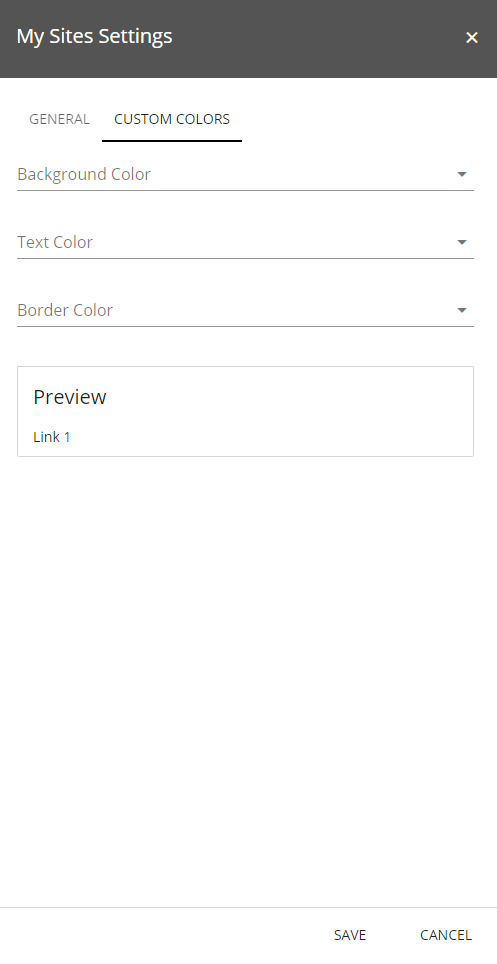 My Sites Settings
GENERAL CUSTOM COLORS
Background Color
Text Color
Border Color
Preview
Link 1
SAVE CANCEL